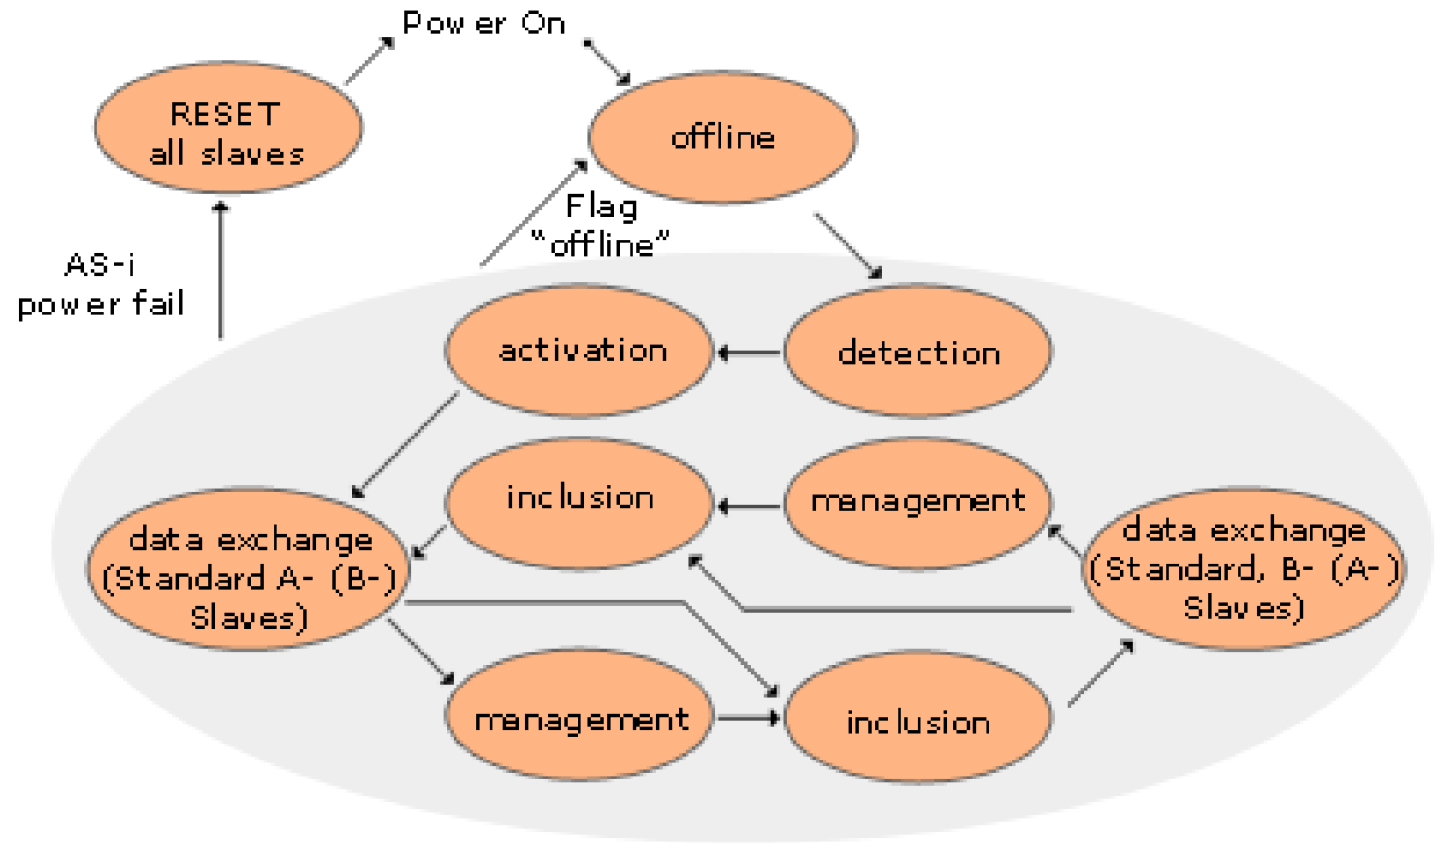 Power On
RESET
all slaves
offline
Flag
"offline"
AS-i
power fail
activation
detection
inclusion
management
data exchange
(Standard A- (B-)
Slaves)
data exchange
(Standard, B- (A-)
Slaves)
management
inclusion